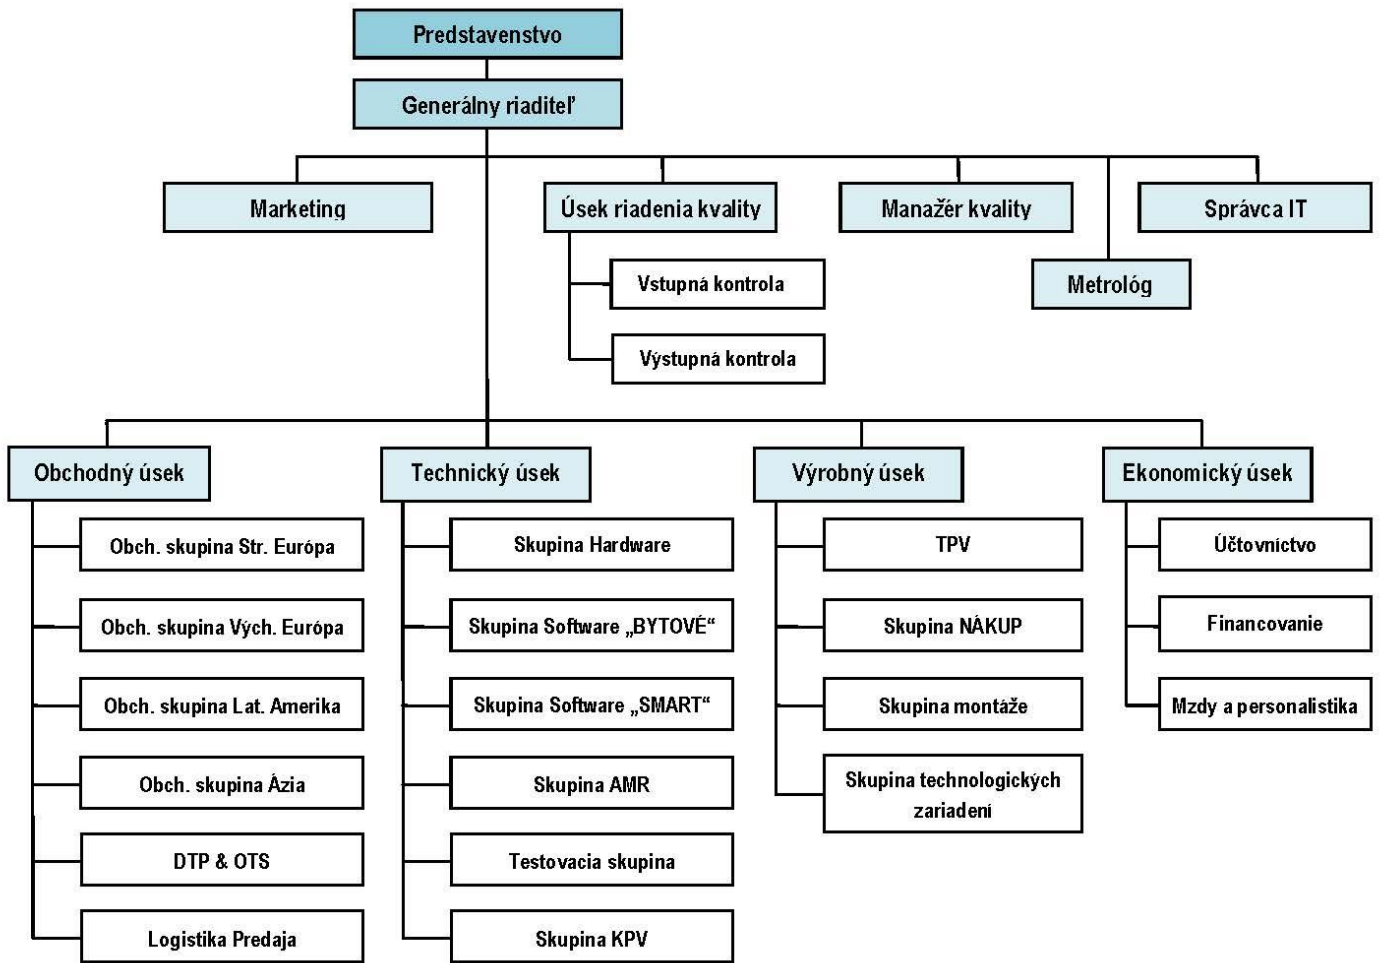 Predstavenstvo
Generálny riaditeľ
Marketing
Úsek riadenia kvality
Manažér kvality
Správca IT
Vstupná kontrola
Metrológ
Výstupná kontrola
Obchodný úsek
Technický úsek
Výrobný úsek
Ekonomický úsek
Obch. skupina Str. Európa
Skupina Hardware
TPV
Účtovníctvo
Obch. skupina Vých. Európa
Skupina Software „BYTOVÉ“
Skupina NÁKUP
Financovanie
Obch. skupina Lat. Amerika
Skupina Software „SMART“
Skupina montáže
Mzdy a personalistika
Obch. skupina Ázia
Skupina AMR
Skupina technologických
zariadení
DTP & OTS
Testovacia skupina
Logistika Predaja
Skupina KPV